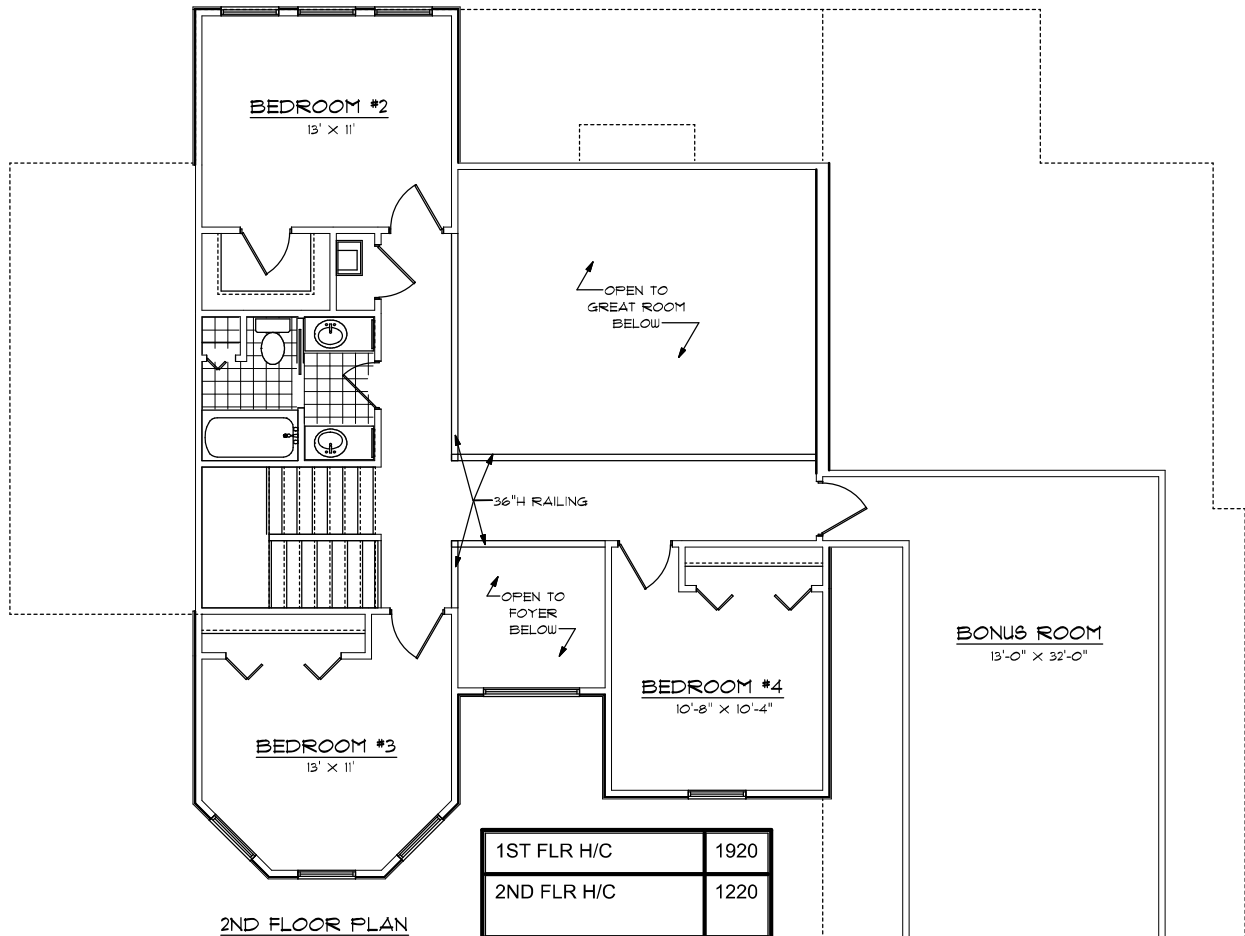 BEDROOM #2
13' X 11'
OPEN TO
GREAT ROOM
BELOW
36"H RAILING
OPEN TO
FOYER
BELOW
BONUS ROOM
13'-0" X 32'-0"
BEDROOM #4
10'-8" X 10'-4"
BEDROOM #3
13' X 11'
1ST FLR H/C 1920
2ND FLR H/C 1220
2ND FLOOR PLAN